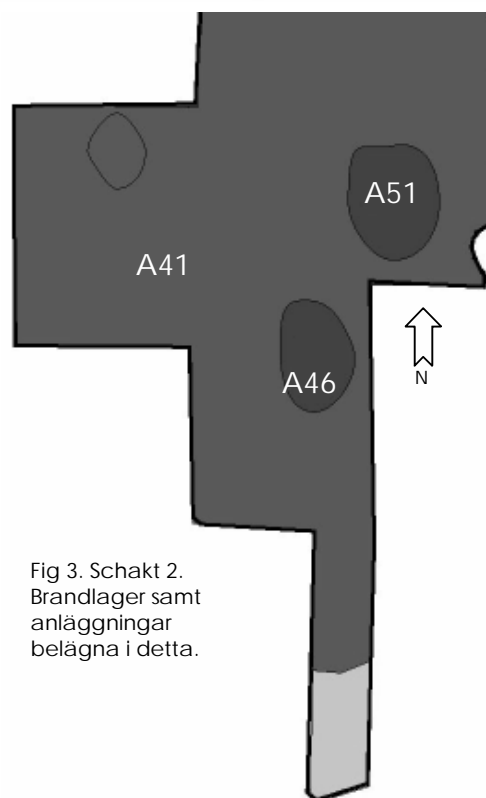 A51
A41
A46
N
Fig 3. Schakt 2.
Brandlager samt
anläggningar
belägna i detta.